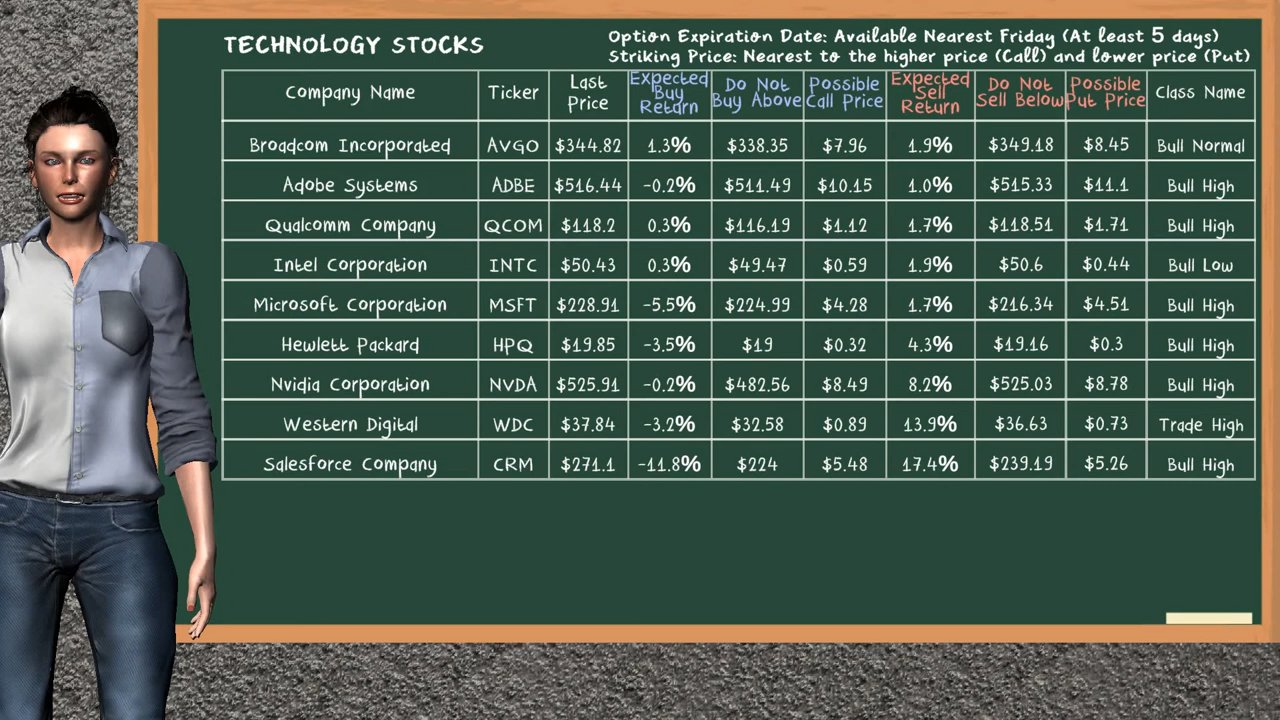 TECHNOLOGY STOCKS
Option Expiration Date: Available Nearest Friday (At least 5 days)
Striking Price: Nearest to the higher price (Call) and lower price (Put)
Company Name Ticker Last Price Expected Buy Return Do Not Buy Above Possible Call Price Expected Sell Return Do Not Sell Below Possible Put Price Class Name
Broadcom Incorporated AVGO $344.82 1.3% $338.35 $7.96 1.9% $349.18 $8.45 Bull Normal
Adobe Systems ADBE $516.44 -0.2% $511.49 $10.15 1.0% $515.33 $11.1 Bull High
Qualcomm Company QCOM $118.2 0.3% $116.19 $1.12 1.7% $118.51 $1.71 Bull High
Intel Corporation INTC $50.43 0.3% $49.47 $0.59 1.9% $50.6 $0.44 Bull Low
Microsoft Corporation MSFT $228.91 -5.5% $224.99 $4.28 1.7% $216.34 $4.51 Bull High
Hewlett Packard HPQ $19.85 -3.5% $19 $0.32 4.3% $19.16 $0.3 Bull High
Nvidia Corporation NVDA $525.91 -0.2% $482.56 $8.49 8.2% $525.03 $8.78 Bull High
Western Digital WDC $37.84 -3.2% $32.58 $0.89 13.9% $36.63 $0.73 Trade High
Salesforce Company CRM $271.1 -11.8% $224 $5.48 17.4% $239.19 $5.26 Bull High